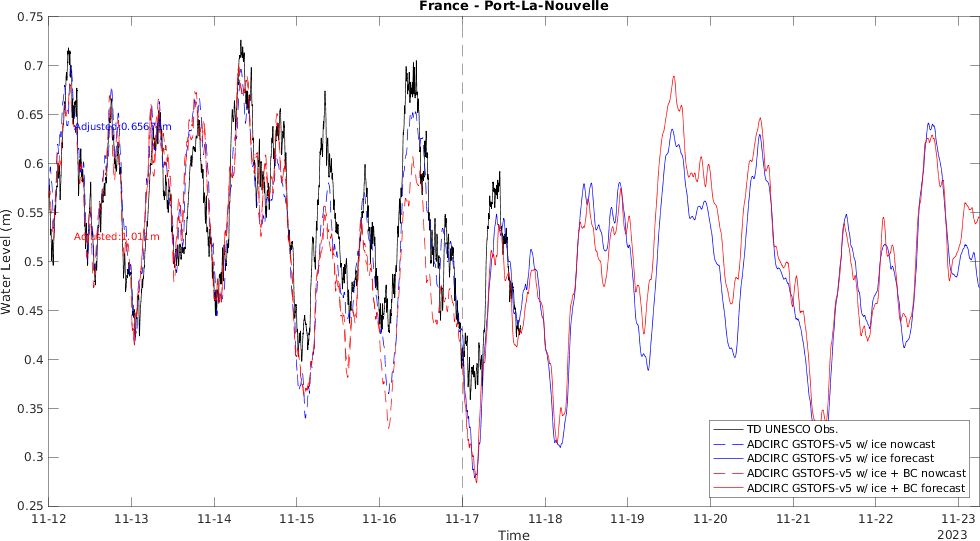 France - Port-La-Nouvelle
0.75
0.7
0.65
0.6
0.55
0.5
0.45
0.4
0.35
0.3
0.25
Water Level (m)
Adjusted:
Adjusted:1.011m
TD UNESCO Obs.
ADCIRC GSTOFS-v5 w/ ice nowcast
ADCIRC GSTOFS-v5 w/ ice forecast
ADCIRC GSTOFS-v5 w/ ice + BC nowcast
ADCIRC GSTOFS-v5 w/ ice + BC forecast
11-12 11-13 11-14 11-15 11-16 11-17 11-18 11-19 11-20 11-21 11-22 11-23
Time
2023